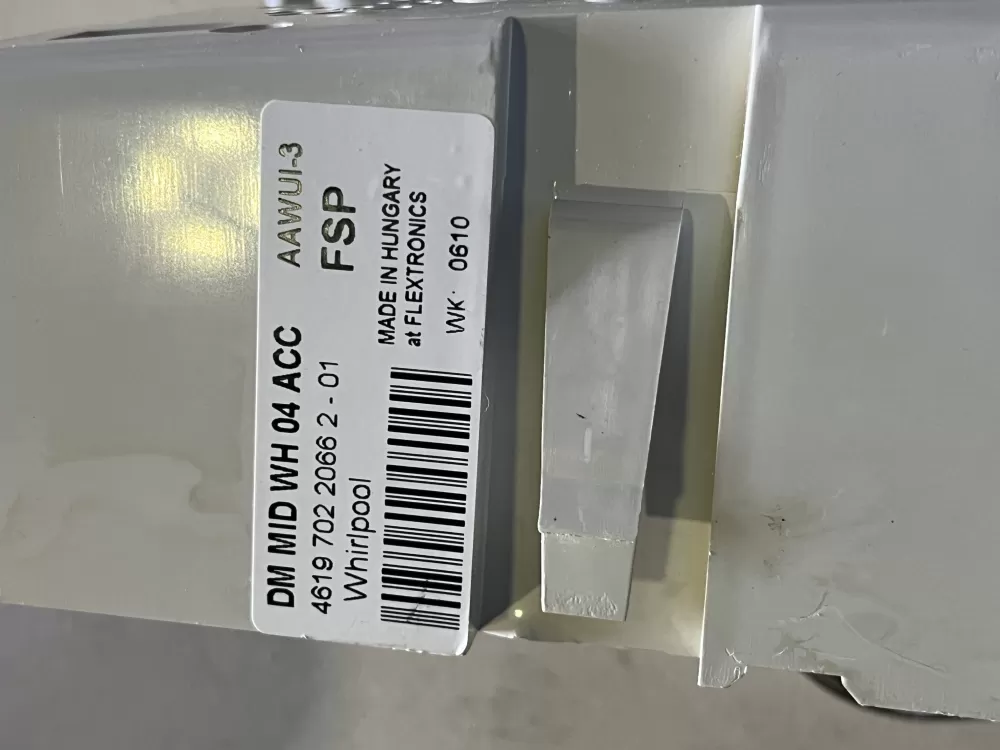 DM MID WH 04 ACC AAWUI-3
4619 702 2066 2 - 01 FSP
Whirlpool
MADE IN HUNGARY
at FLEXTRONICS
WK· 0610